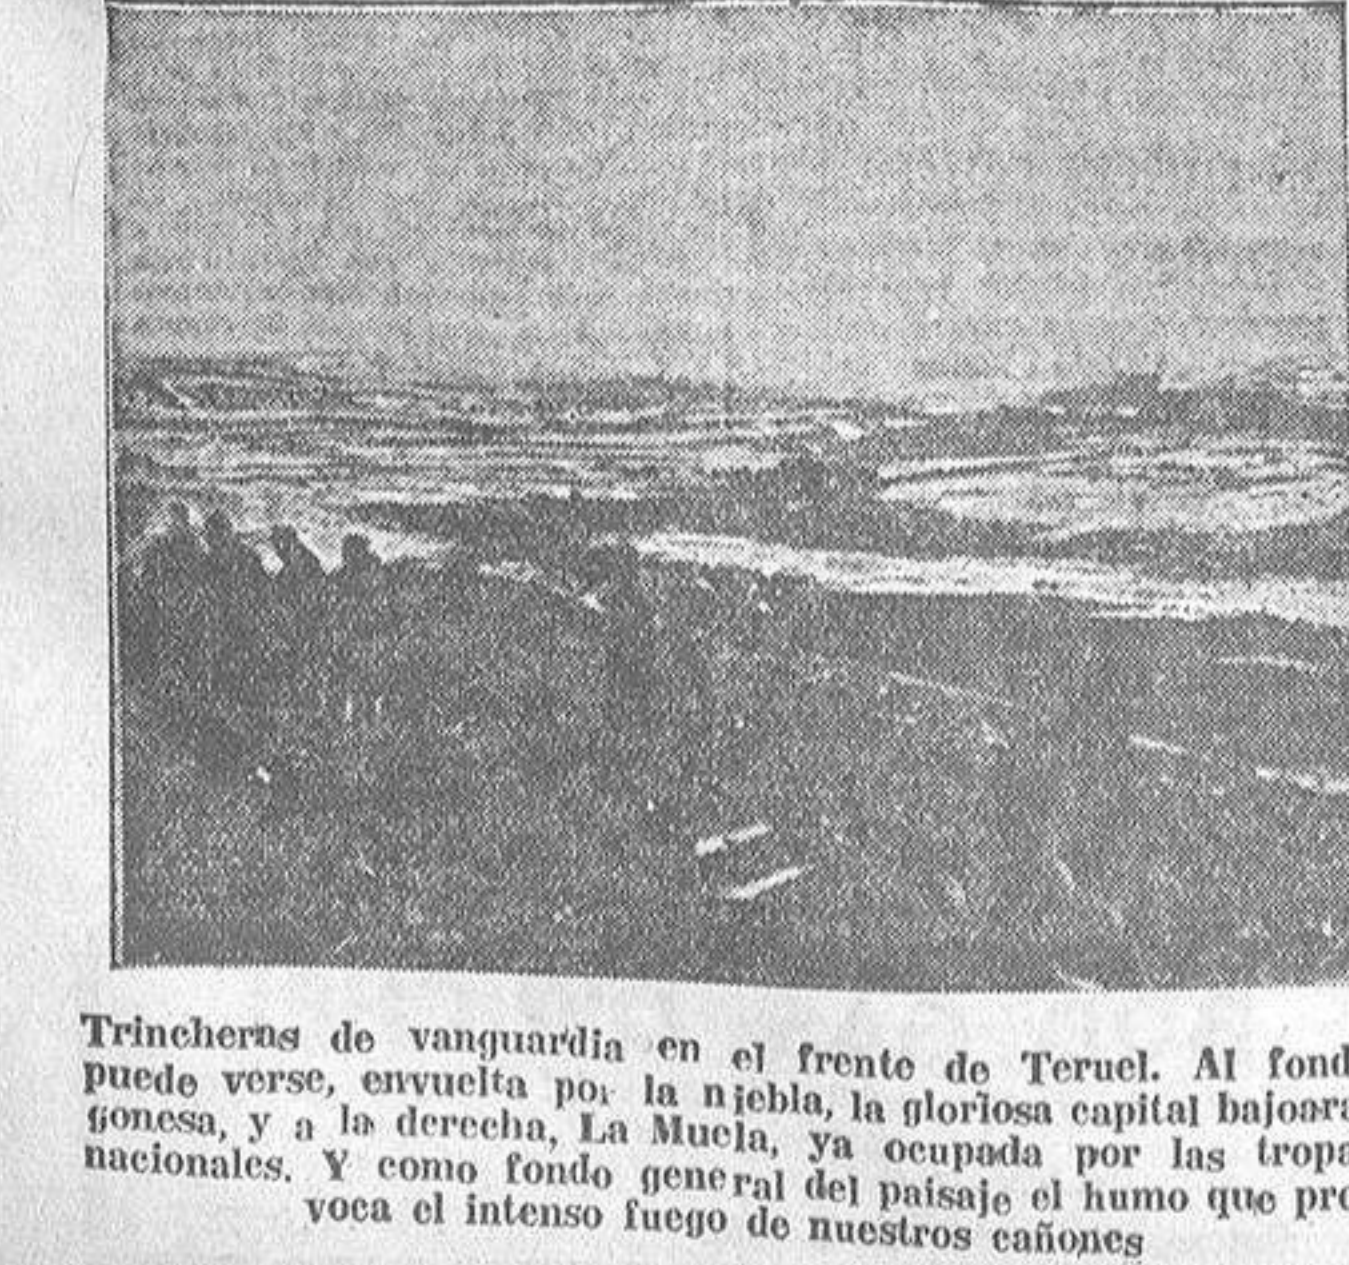 Trincheras de vanguardia en el frente de Teruel. Al fond
puede verse, envuelta por la niebla, la gloriosa capital bajoara
gonesa, y a la derecha, La Muela, ya ocupada por las tropa
nacionales. Y como fondo general del paisaje el humo que pro
voca el intenso fuego de nuestros cañones